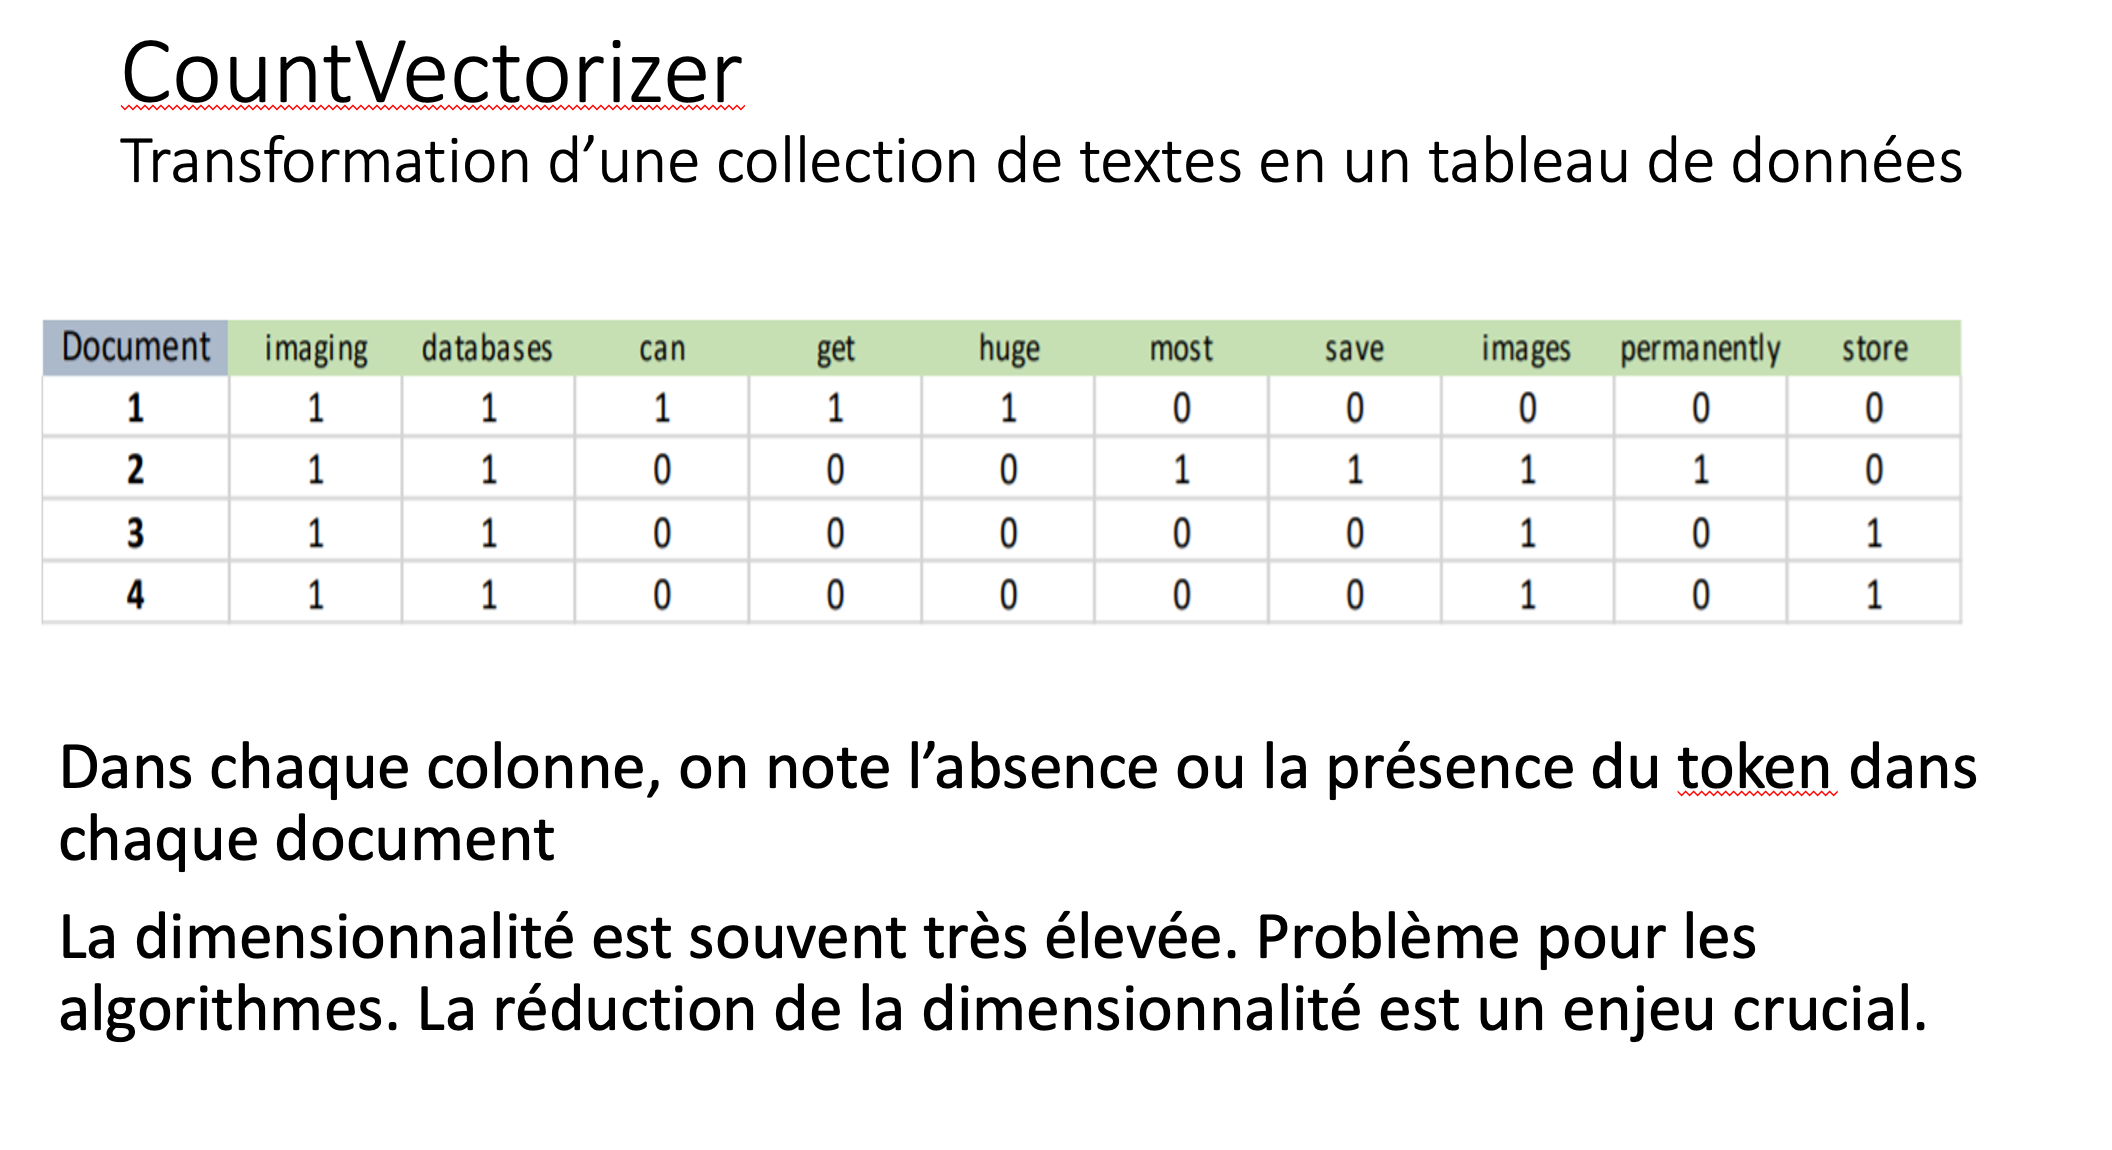 CountVectorizer
Transformation d’une collection de textes en un tableau de données
Document imaging databases can get huge most save images permanently store
1 1 1 1 1 1 0 0 0 0 0
2 1 1 0 0 0 1 1 1 1 0
3 1 1 0 0 0 0 0 1 0 1
4 1 1 0 0 0 0 0 1 0 1
Dans chaque colonne, on note l’absence ou la présence du token dans
chaque document
La dimensionnalité est souvent très élevée. Problème pour les
algorithmes. La réduction de la dimensionnalité est un enjeu crucial.